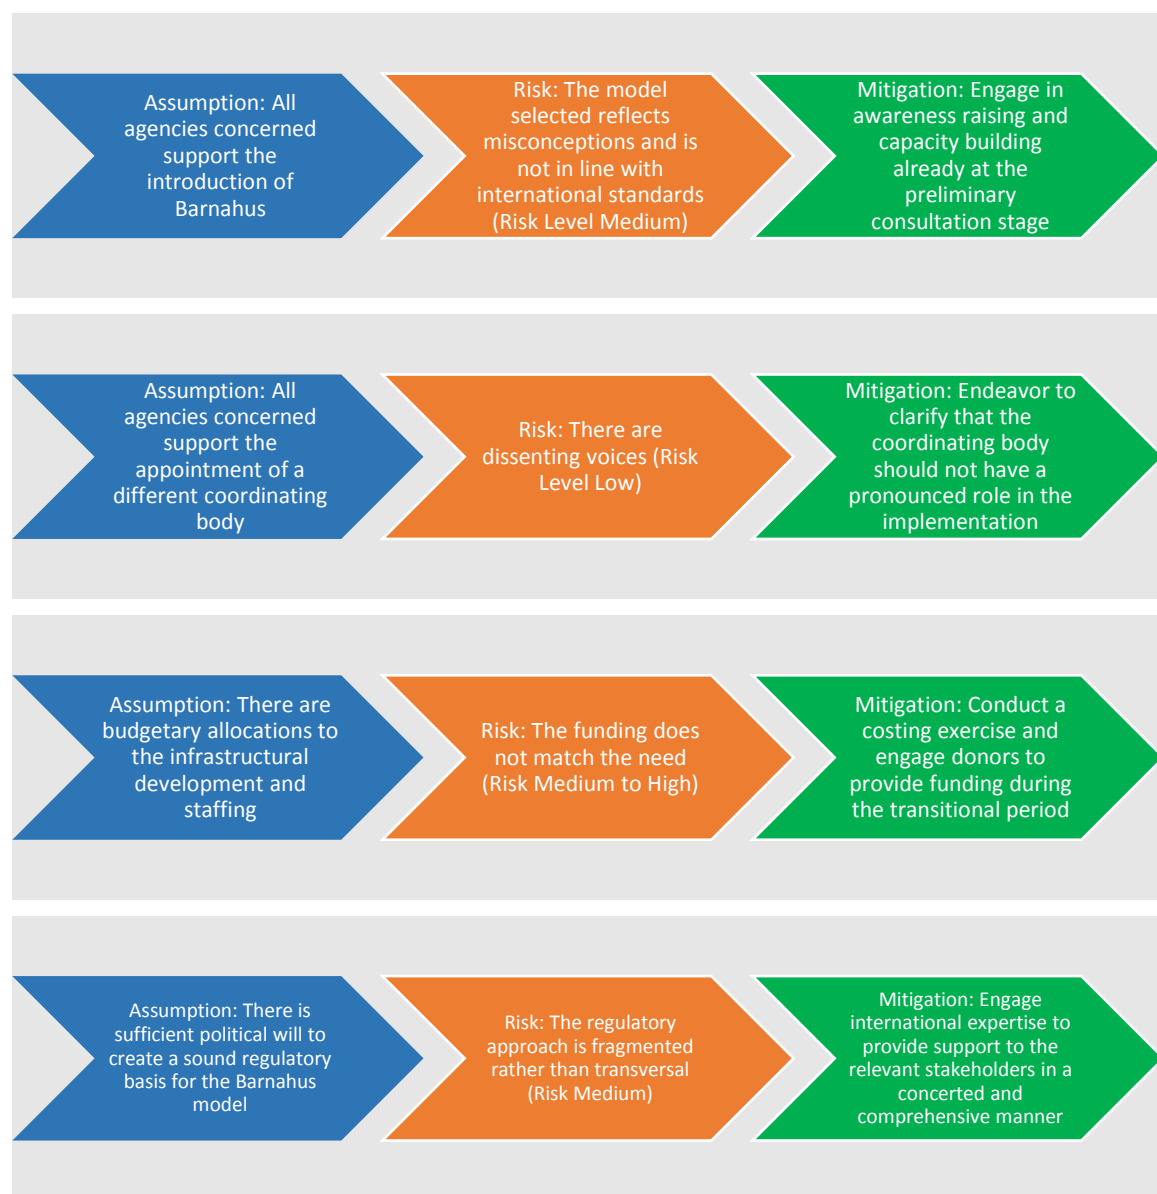 Assumption: All
agencies concerned
support the
introduction of
Barnahus
Risk: The model
selected reflects
misconceptions and is
not in line with
international standards
(Risk Level Medium)
Mitigation: Engage in
awareness raising and
capacity building
already at the
preliminary
consultation stage
Assumption: All
agencies concerned
support the
appointment of a
different coordinating
body
Risk: There are
dissenting voices (Risk
Level Low)
Mitigation: Endeavor to
clarify that the
coordinating body
should not have a
pronounced role in the
implementation
Assumption: There are
budgetary allocations to
the infrastructural
development and
staffing
Risk: The funding does
not match the need
(Risk Medium to High)
Mitigation: Conduct a
costing exercise and
engage donors to
provide funding during
the transitional period
Assumption: There is
sufficient political will to
create a sound regulatory
basis for the Barnahus
model
Risk: The regulatory
approach is fragmented
rather than transversal
(Risk Medium)
Mitigation: Engage
international expertise to
provide support to the
relevant stakeholders in a
concerted and
comprehensive manner